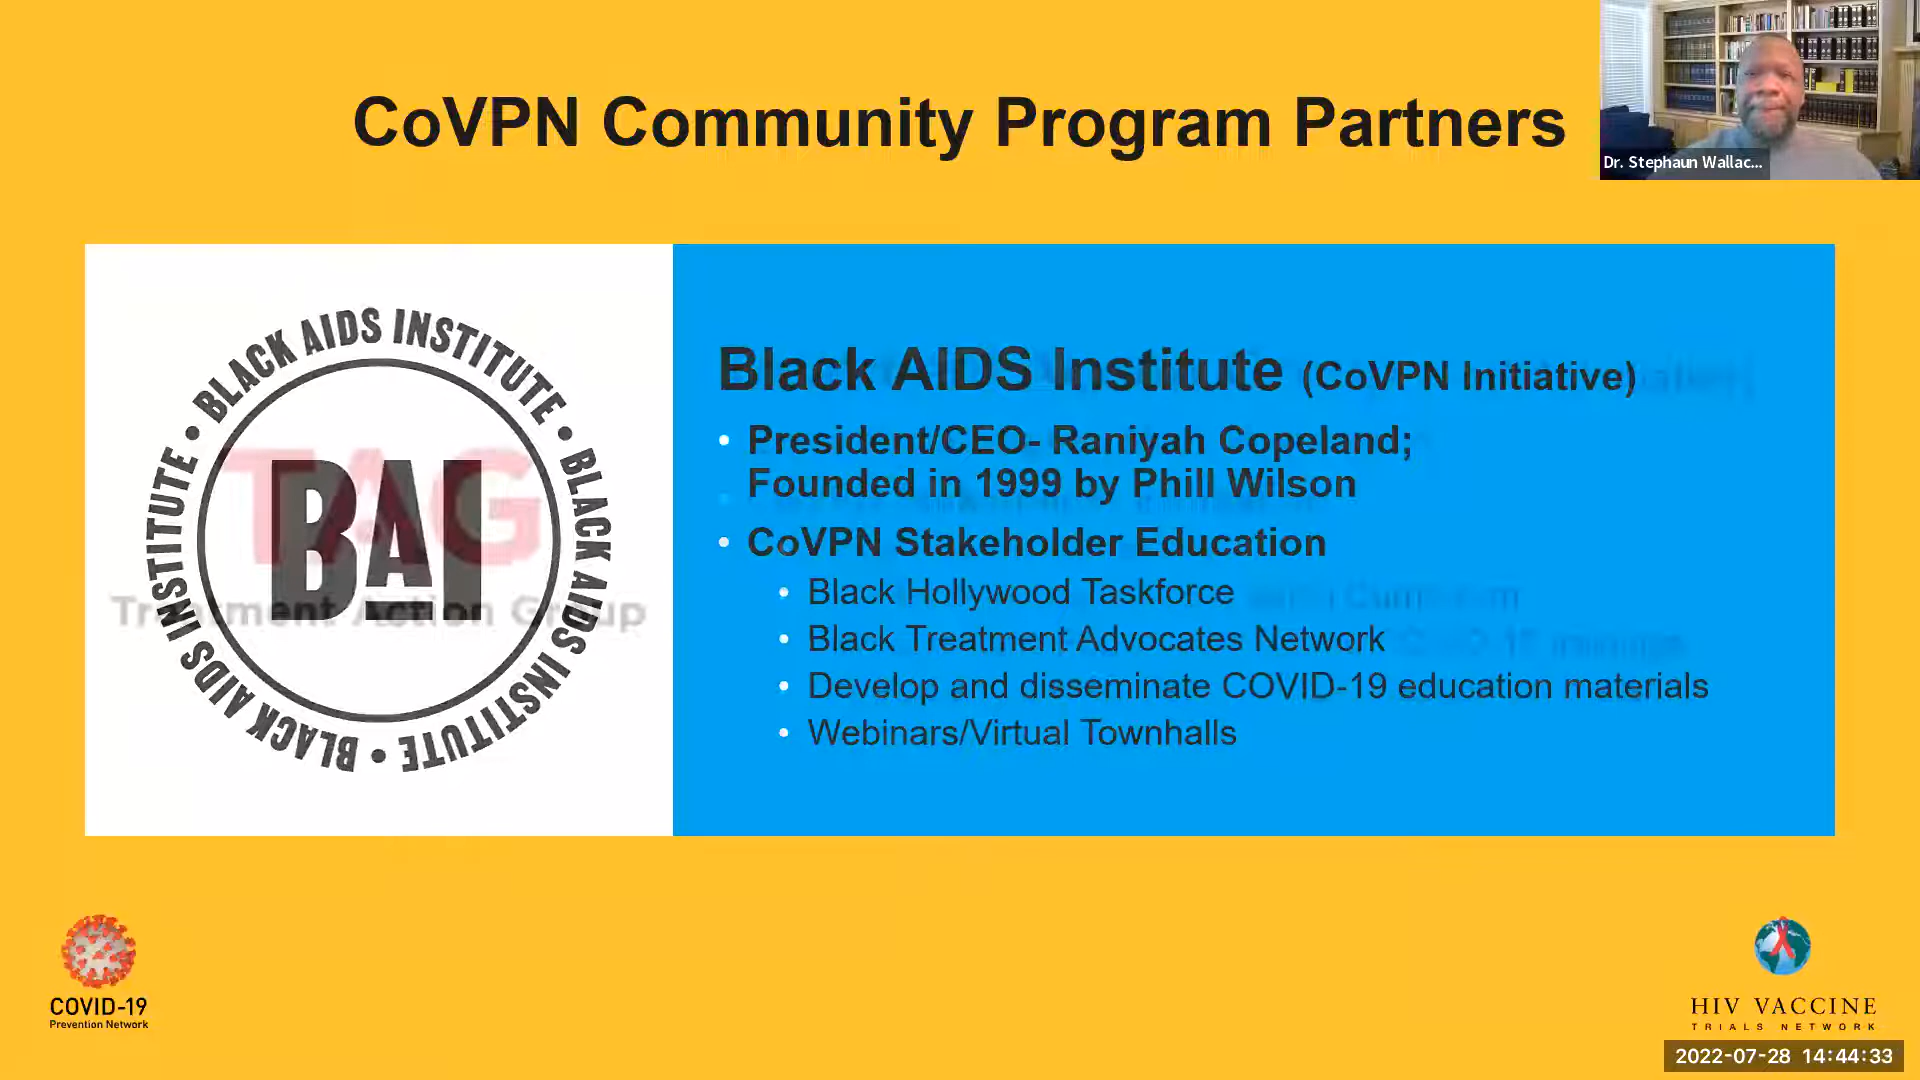 CoVPN Community Program Partners
Dr. Stephaun Wallac...
BLACK AIDS INSTITUTE • BLACK AIDS INSTITUTE • BLACK AIDS INSTITUTE •
BAI
TAG
Treatment Action Group
Black AIDS Institute (CoVPN Initiative)
• President/CEO- Raniyah Copeland;
Founded in 1999 by Phill Wilson
• CoVPN Stakeholder Education
• Black Hollywood Taskforce
• Black Treatment Advocates Network
• Develop and disseminate COVID-19 education materials
• Webinars/Virtual Townhalls
COVID-19
Prevention Network
HIV VACCINE
TRIALS NETWORK
2022-07-28 14:44:33